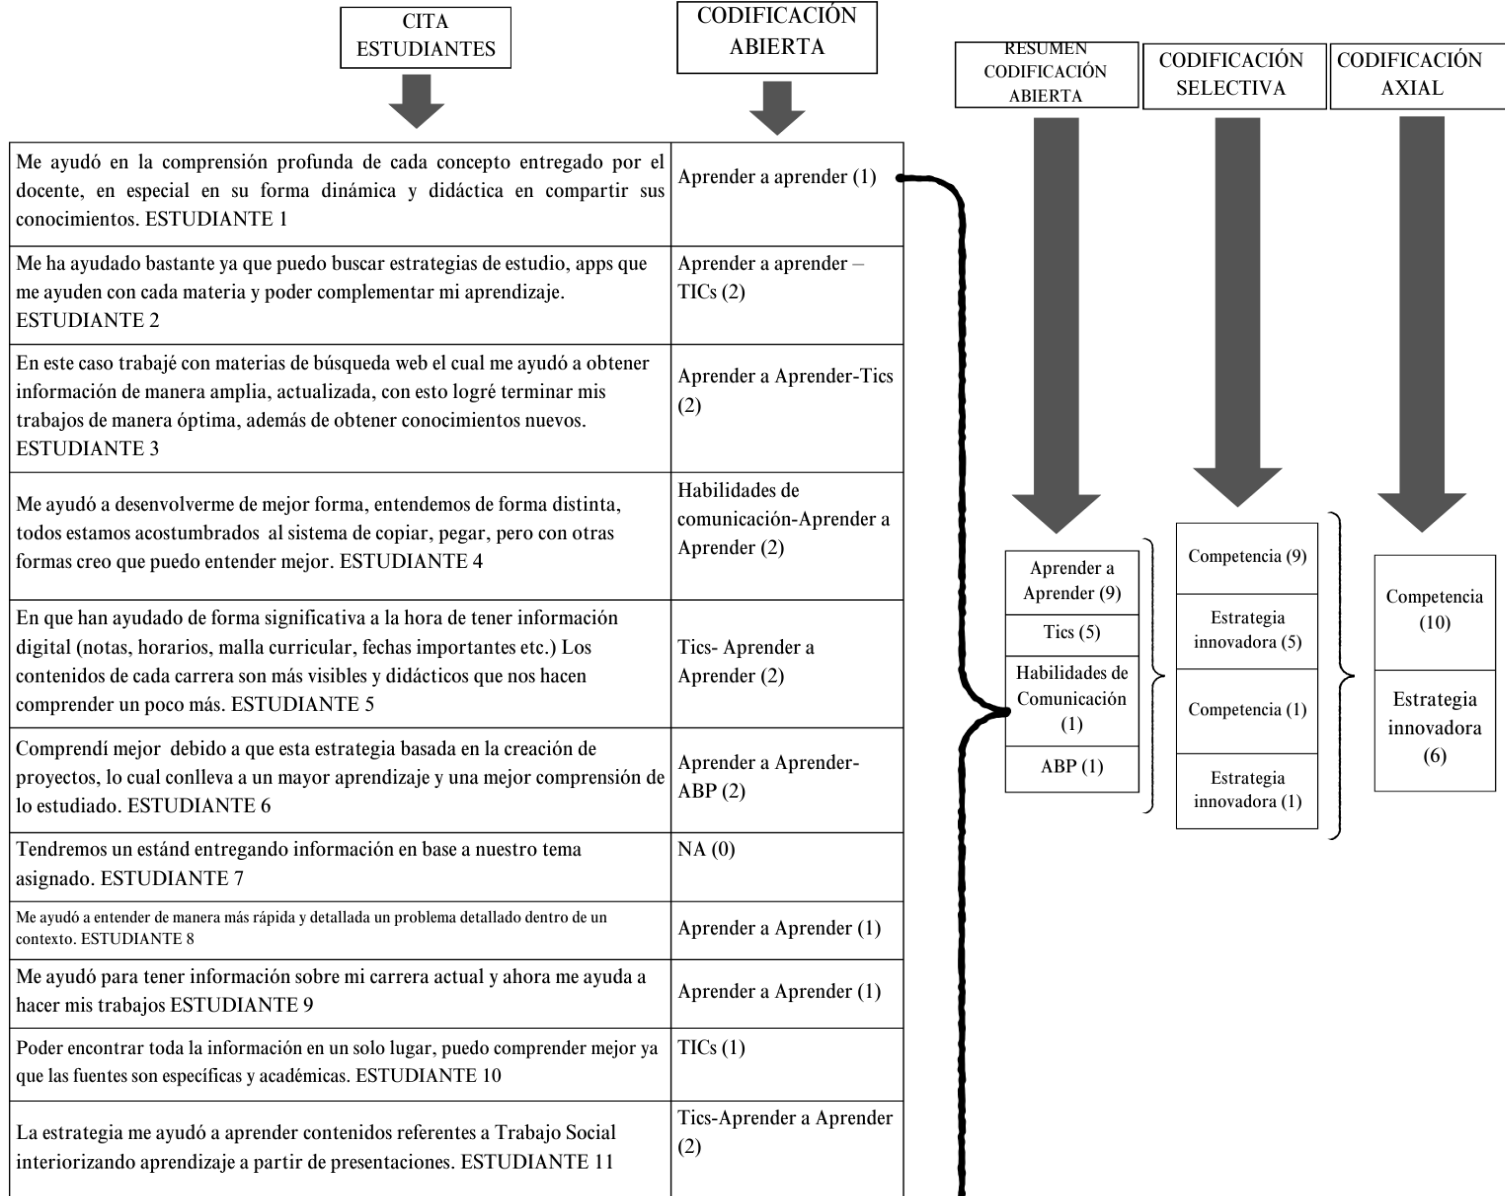 CITA
ESTUDIANTES
CODIFICACIÓN
ABIERTA
RESUMEN
CODIFICACIÓN
ABIERTA
CODIFICACIÓN
SELECTIVA
CODIFICACIÓN
AXIAL
Me ayudó en la comprensión profunda de cada concepto entregado por el
docente, en especial en su forma dinámica y didáctica en compartir sus
conocimientos. ESTUDIANTE 1
Aprender a aprender (1)
Me ha ayudado bastante ya que puedo buscar estrategias de estudio, apps que
me ayuden con cada materia y poder complementar mi aprendizaje.
ESTUDIANTE 2
Aprender a aprender –
TICs (2)
En este caso trabajé con materias de búsqueda web el cual me ayudó a obtener
información de manera amplia, actualizada, con esto logré terminar mis
trabajos de manera óptima, además de obtener conocimientos nuevos.
ESTUDIANTE 3
Aprender a Aprender-Tics
(2)
Me ayudó a desenvolverme de mejor forma, entendemos de forma distinta,
todos estamos acostumbrados al sistema de copiar, pegar, pero con otras
formas creo que puedo entender mejor. ESTUDIANTE 4
Habilidades de
comunicación-Aprender a
Aprender (2)
En que han ayudado de forma significativa a la hora de tener información
digital (notas, horarios, malla curricular, fechas importantes etc.) Los
contenidos de cada carrera son más visibles y didácticos que nos hacen
comprender un poco más. ESTUDIANTE 5
Tics- Aprender a
Aprender (2)
Comprendí mejor debido a que esta estrategia basada en la creación de
proyectos, lo cual conlleva a un mayor aprendizaje y una mejor comprensión de
lo estudiado. ESTUDIANTE 6
Aprender a Aprender-
ABP (2)
Tendremos un estánd entregando información en base a nuestro tema
asignado. ESTUDIANTE 7
NA (0)
Me ayudó a entender de manera más rápida y detallada un problema detallado dentro de un
contexto. ESTUDIANTE 8
Aprender a Aprender (1)
Me ayudó para tener información sobre mi carrera actual y ahora me ayuda a
hacer mis trabajos ESTUDIANTE 9
Aprender a Aprender (1)
Poder encontrar toda la información en un solo lugar, puedo comprender mejor ya
que las fuentes son específicas y académicas. ESTUDIANTE 10
TICs (1)
La estrategia me ayudó a aprender contenidos referentes a Trabajo Social
interiorizando aprendizaje a partir de presentaciones. ESTUDIANTE 11
Tics-Aprender a Aprender
(2)
Aprender a
Aprender (9)
Tics (5)
Habilidades de
Comunicación
(1)
ABP (1)
Competencia (9)
Estrategia
innovadora (5)
Competencia (1)
Estrategia
innovadora (1)
Competencia
(10)
Estrategia
innovadora
(6)